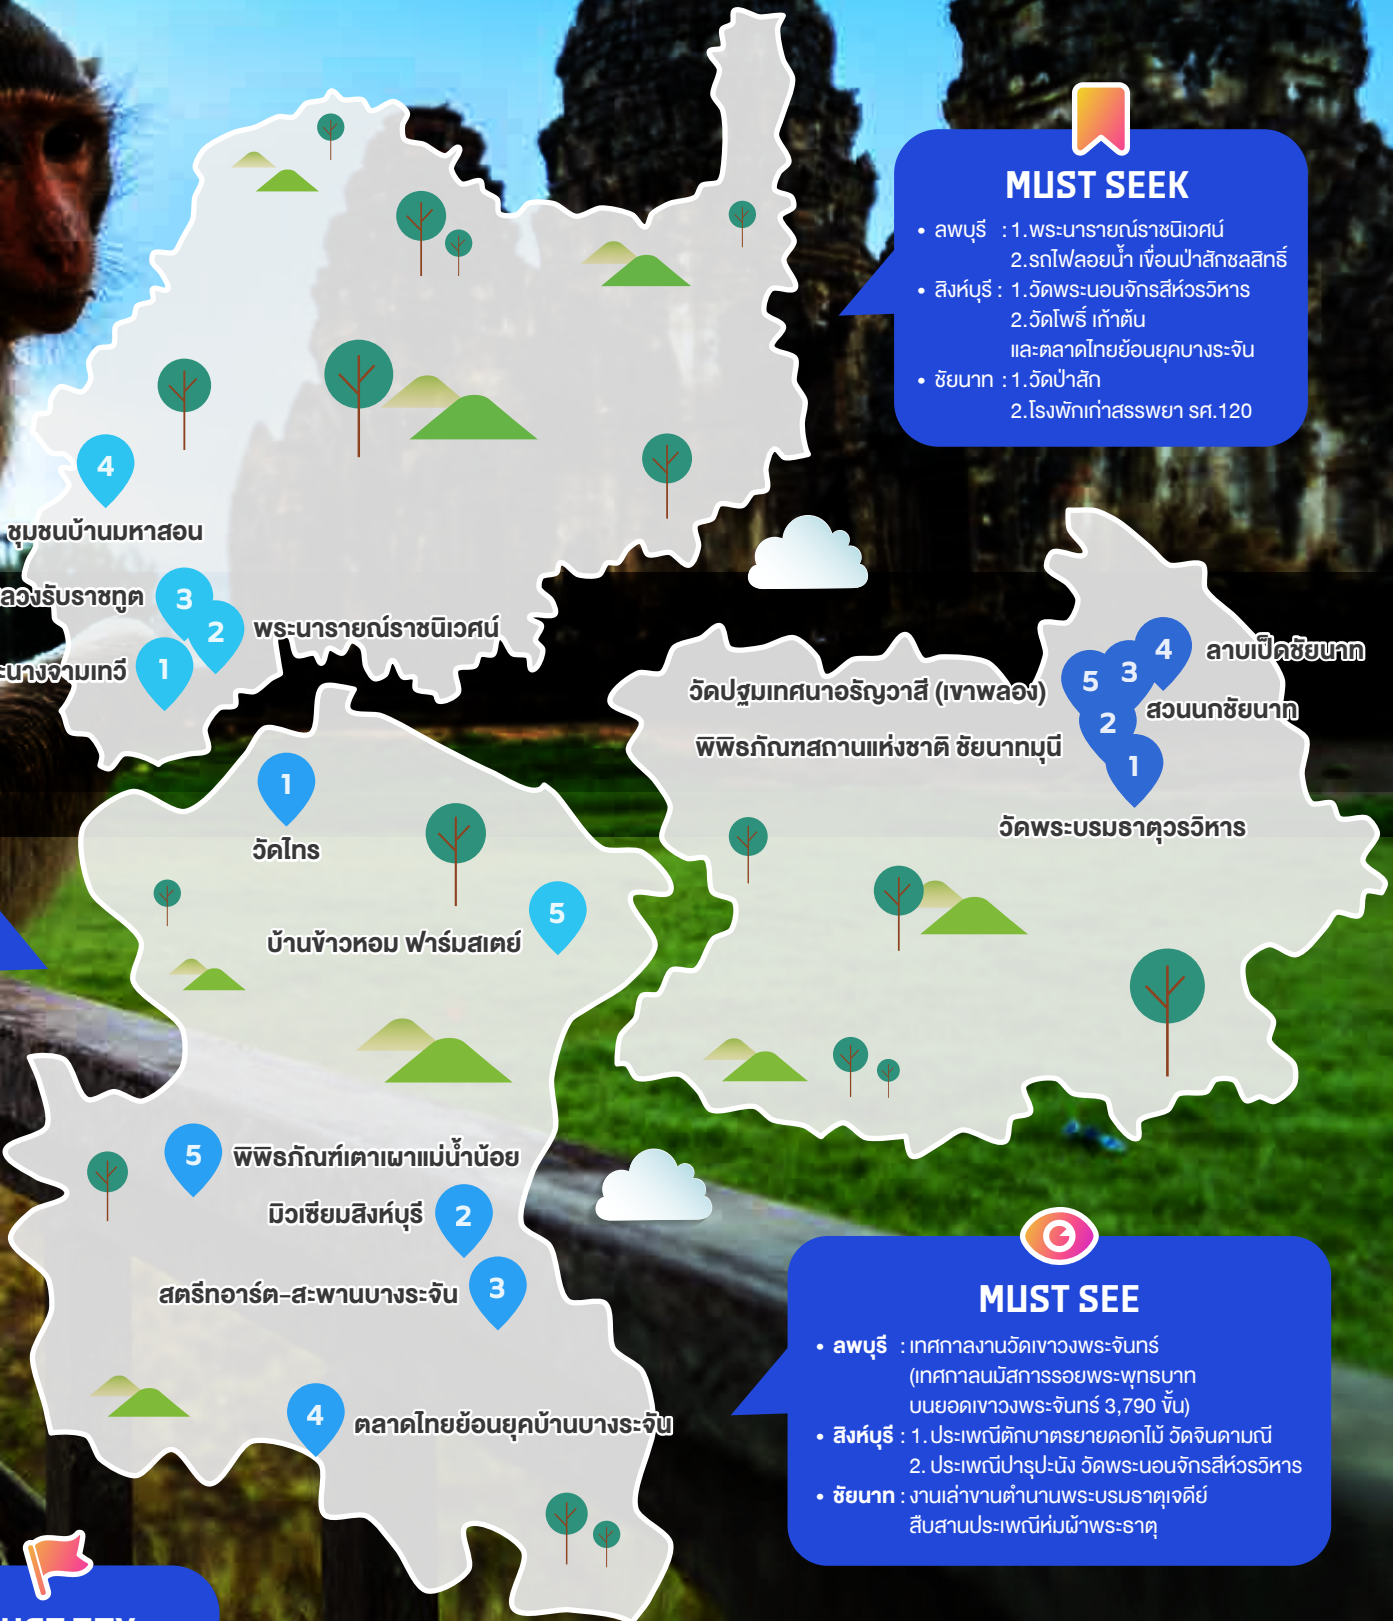 MUST SEEK
• ลพบุรี : 1.พระนารายณ์ราชนิเวศน์
2.รถไฟลอยน้ำ เขื่อนป่าสักชลสิทธิ์
• สิงห์บุรี : 1.วัดพระนอนจักรสีห์วรวิหาร
2.วัดโพธิ์ เก้าต้น
และตลาดไทยย้อนยุคบางระจัน
• ชัยนาท : 1.วัดป่าสัก
2.โรงพักเก่าสรรพยา รศ.120
4
ชุมชนบ้านมหาสอน
ลวงรับราชทูต 3
2 พระนารายณ์ราชนิเวศน์
ะนางจามเทวี 1
4 ลาบเป็ดชัยนาท
วัดปฐมเทศนาอรัญวาสี (เขาพลอง) 5 3
สวนนกชัยนาท
พิพิธภัณฑสถานแห่งชาติ ชัยนาทมุนี 2
1
วัดพระบรมธาตุวรวิหาร
1
วัดไทร
บ้านข้าวหอม ฟาร์มสเตย์ 5
5 พิพิธภัณฑ์เตาเผาแม่น้ำน้อย
มิวเซียมสิงห์บุรี 2
สตรีทอาร์ต-สะพานบางระจัน 3
4 ตลาดไทยย้อนยุคบ้านบางระจัน
MUST SEE
• ลพบุรี : เทศกาลงานวัดเขาวงพระจันทร์
(เทศกาลนมัสการรอยพระพุทธบาท
บนยอดเขาวงพระจันทร์ 3,790 ขั้น)
• สิงห์บุรี : 1.ประเพณีตักบาตรยายดอกไม้ วัดจินดามณี
2. ประเพณีปารุปะนัง วัดพระนอนจักรสีห์วรวิหาร
• ชัยนาท : งานเล่าขานตำนานพระบรมธาตุเจดีย์
สืบสานประเพณีห่มผ้าพระธาตุ